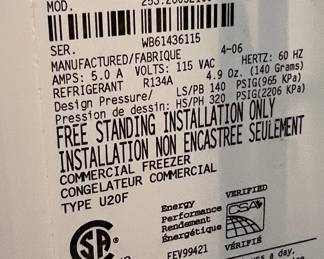 MOD.
SER. WB61436115
MANUFACTURED/FABRIQUE 4-06
AMPS: 5.0 A VOLTS: 115 VAC HERTZ: 60 HZ
REFRIGERANT R134A 4.9 Oz. (140 Grams)
Design Pressure/ LS/PB 140 PSIG(965 KPa)
Pression de dessin: HS/PH 320 PSIG(2206 KPa)
FREE STANDING INSTALLATION ONLY
INSTALLATION NON ENCASTREE SEULEMENT
COMMERCIAL FREEZER
CONGELATEUR COMMERCIAL
TYPE U20F
Energy
Performance
Rendement
Énergétique
VERIFIED
CSA
VÉRIFIÉ
EEV99421
a day,